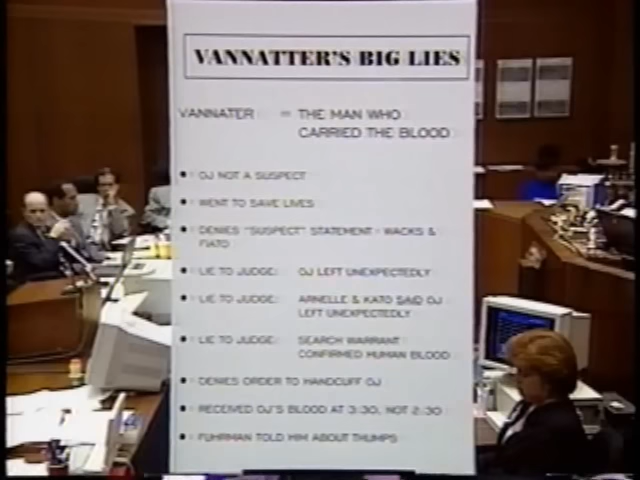 VANNATTER'S BIG LIES
VANNATER = THE MAN WHO
CARRIED THE BLOOD
• OJ NOT A SUSPECT
• WENT TO SAVE LIVES
• DENIES "SUSPECT" STATEMENT - WACKS &
FIATO
• LIE TO JUDGE: OJ LEFT UNEXPECTEDLY
• LIE TO JUDGE: ARNELLE & KATO SAID OJ
LEFT UNEXPECTEDLY
• LIE TO JUDGE: SEARCH WARRANT
CONFIRMED HUMAN BLOOD
• DENIES ORDER TO HANDCUFF OJ
• RECEIVED OJ'S BLOOD AT 3:30, NOT 2:30
• FUHRMAN TOLD HIM ABOUT THUMPS